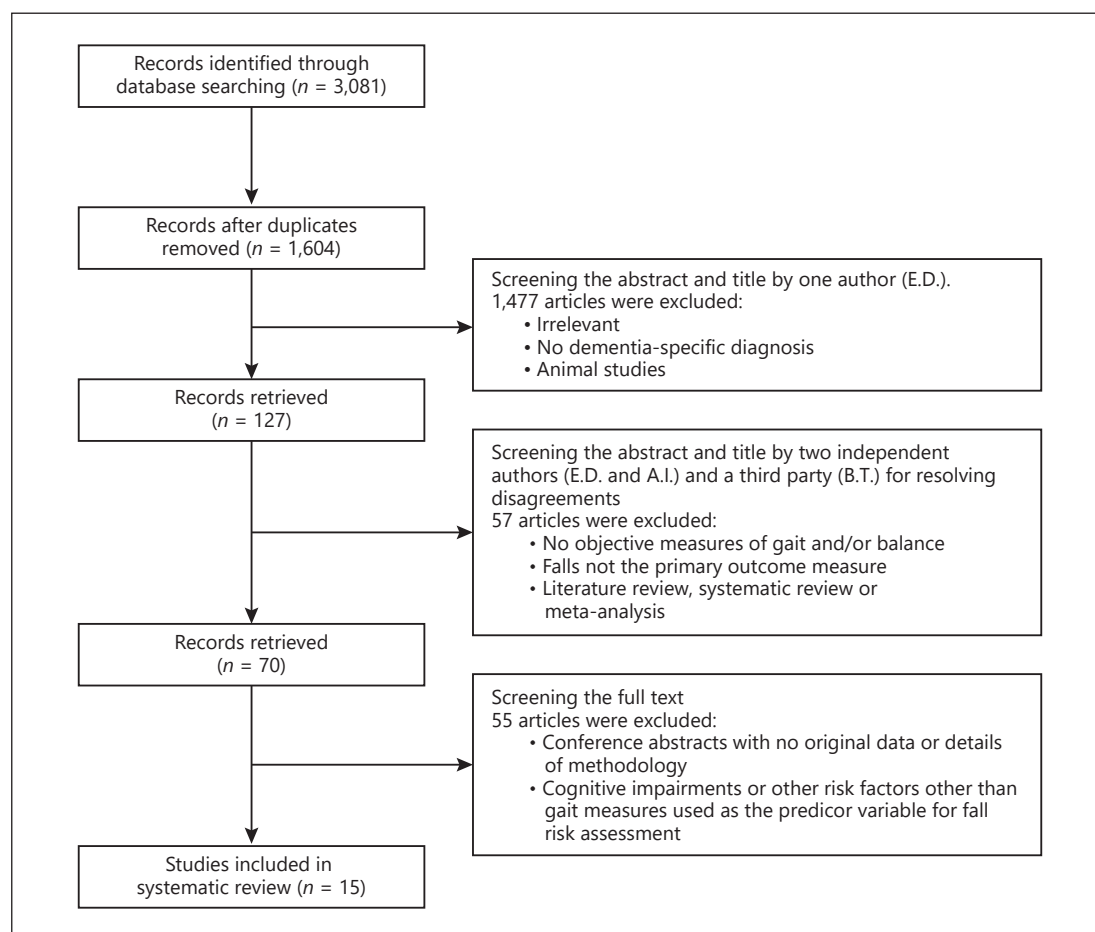 Records identified through
database searching (n = 3,081)
Records after duplicates
removed (n = 1,604)
Screening the abstract and title by one author (E.D.).
1,477 articles were excluded:
• Irrelevant
• No dementia-specific diagnosis
• Animal studies
Records retrieved
(n = 127)
Screening the abstract and title by two independent
authors (E.D. and A.I.) and a third party (B.T.) for resolving
disagreements
57 articles were excluded:
• No objective measures of gait and/or balance
• Falls not the primary outcome measure
• Literature review, systematic review or
meta-analysis
Records retrieved
(n = 70)
Screening the full text
55 articles were excluded:
• Conference abstracts with no original data or details
of methodology
• Cognitive impairments or other risk factors other than
gait measures used as the predicor variable for fall
risk assessment
Studies included in
systematic review (n = 15)